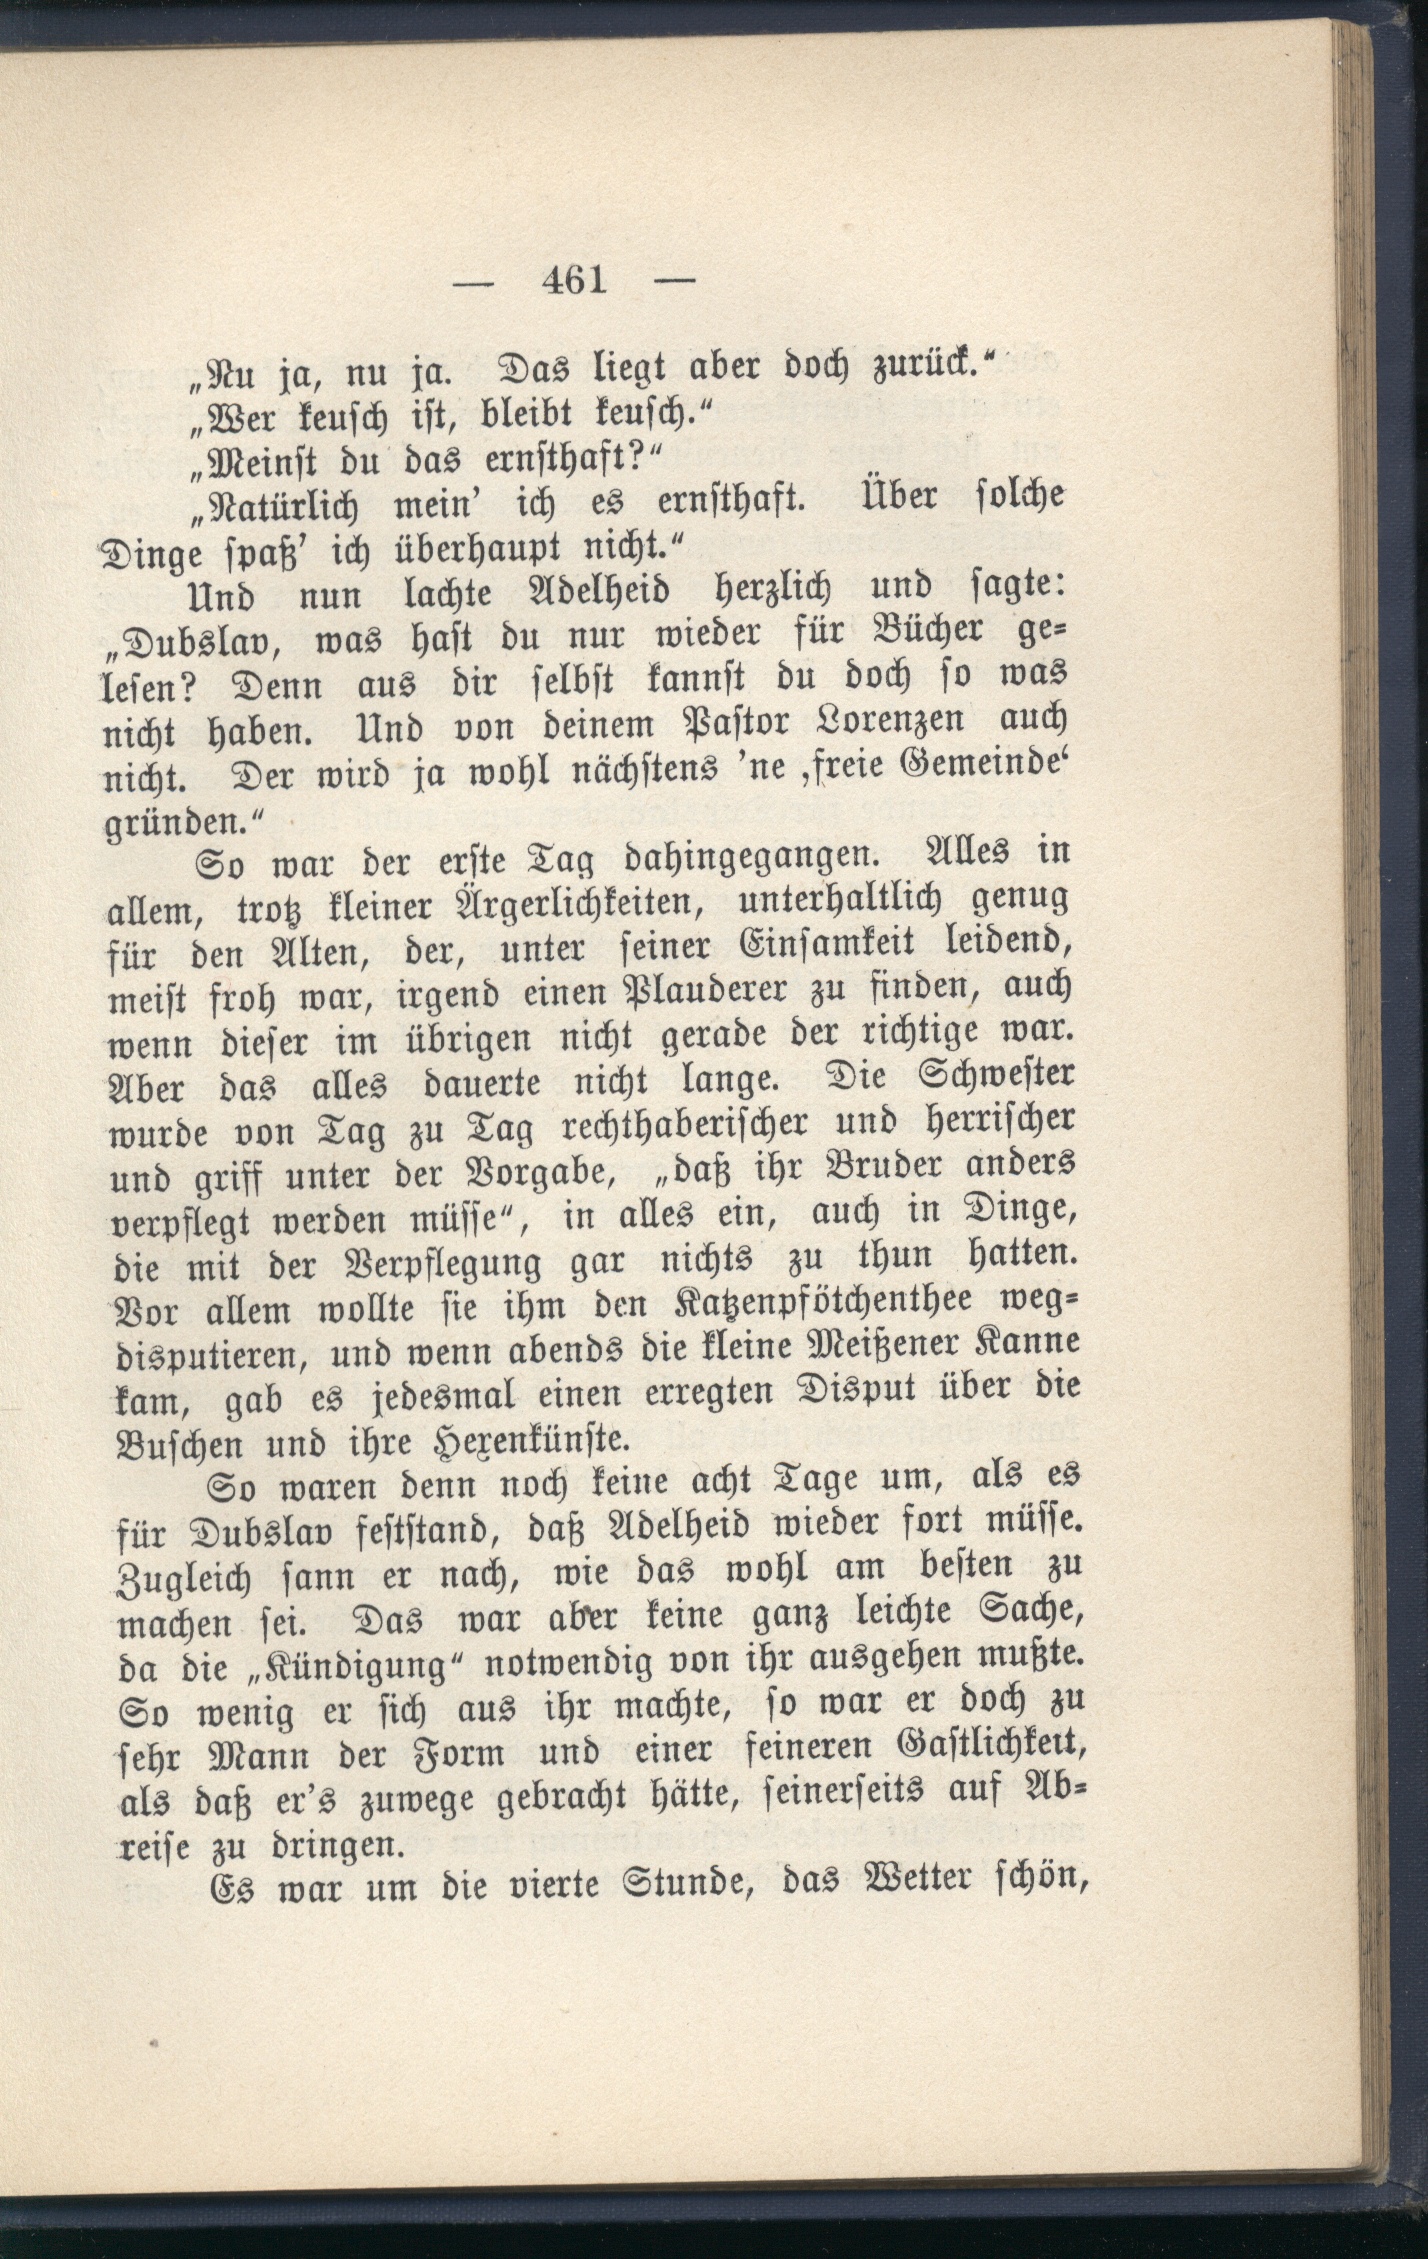 — 461 —
„Nu ja, nu ja. Das liegt aber doch zurück.“
„Wer keusch ist, bleibt keusch.“
„Meinst du das ernsthaft?“
„Natürlich mein’ ich es ernsthaft. Über solche
Dinge spaß’ ich überhaupt nicht.“
Und nun lachte Adelheid herzlich und sagte:
„Dubslav, was hast du nur wieder für Bücher ge-
lesen? Denn aus dir selbst kannst du doch so was
nicht haben. Und von deinem Pastor Lorenzen auch
nicht. Der wird ja wohl nächstens ’ne ‚freie Gemeinde‘
gründen.“
So war der erste Tag dahingegangen. Alles in
allem, trotz kleiner Ärgerlichkeiten, unterhaltlich genug
für den Alten, der, unter seiner Einsamkeit leidend,
meist froh war, irgend einen Plauderer zu finden, auch
wenn dieser im übrigen nicht gerade der richtige war.
Aber das alles dauerte nicht lange. Die Schwester
wurde von Tag zu Tag rechthaberischer und herrischer
und griff unter der Vorgabe, „daß ihr Bruder anders
verpflegt werden müsse“, in alles ein, auch in Dinge,
die mit der Verpflegung gar nichts zu thun hatten.
Vor allem wollte sie ihm den Katzenpfötchenthee weg-
disputieren, und wenn abends die kleine Meißener Kanne
kam, gab es jedesmal einen erregten Disput über die
Buschen und ihre Hexenkünste.
So waren denn noch keine acht Tage um, als es
für Dubslav feststand, daß Adelheid wieder fort müsse.
Zugleich sann er nach, wie das wohl am besten zu
machen sei. Das war aber keine ganz leichte Sache,
da die „Kündigung“ notwendig von ihr ausgehen mußte.
So wenig er sich aus ihr machte, so war er doch zu
sehr Mann der Form und einer feineren Gastlichkeit,
als daß er’s zuwege gebracht hätte, seinerseits auf Ab-
reise zu dringen.
Es war um die vierte Stunde, das Wetter schön,